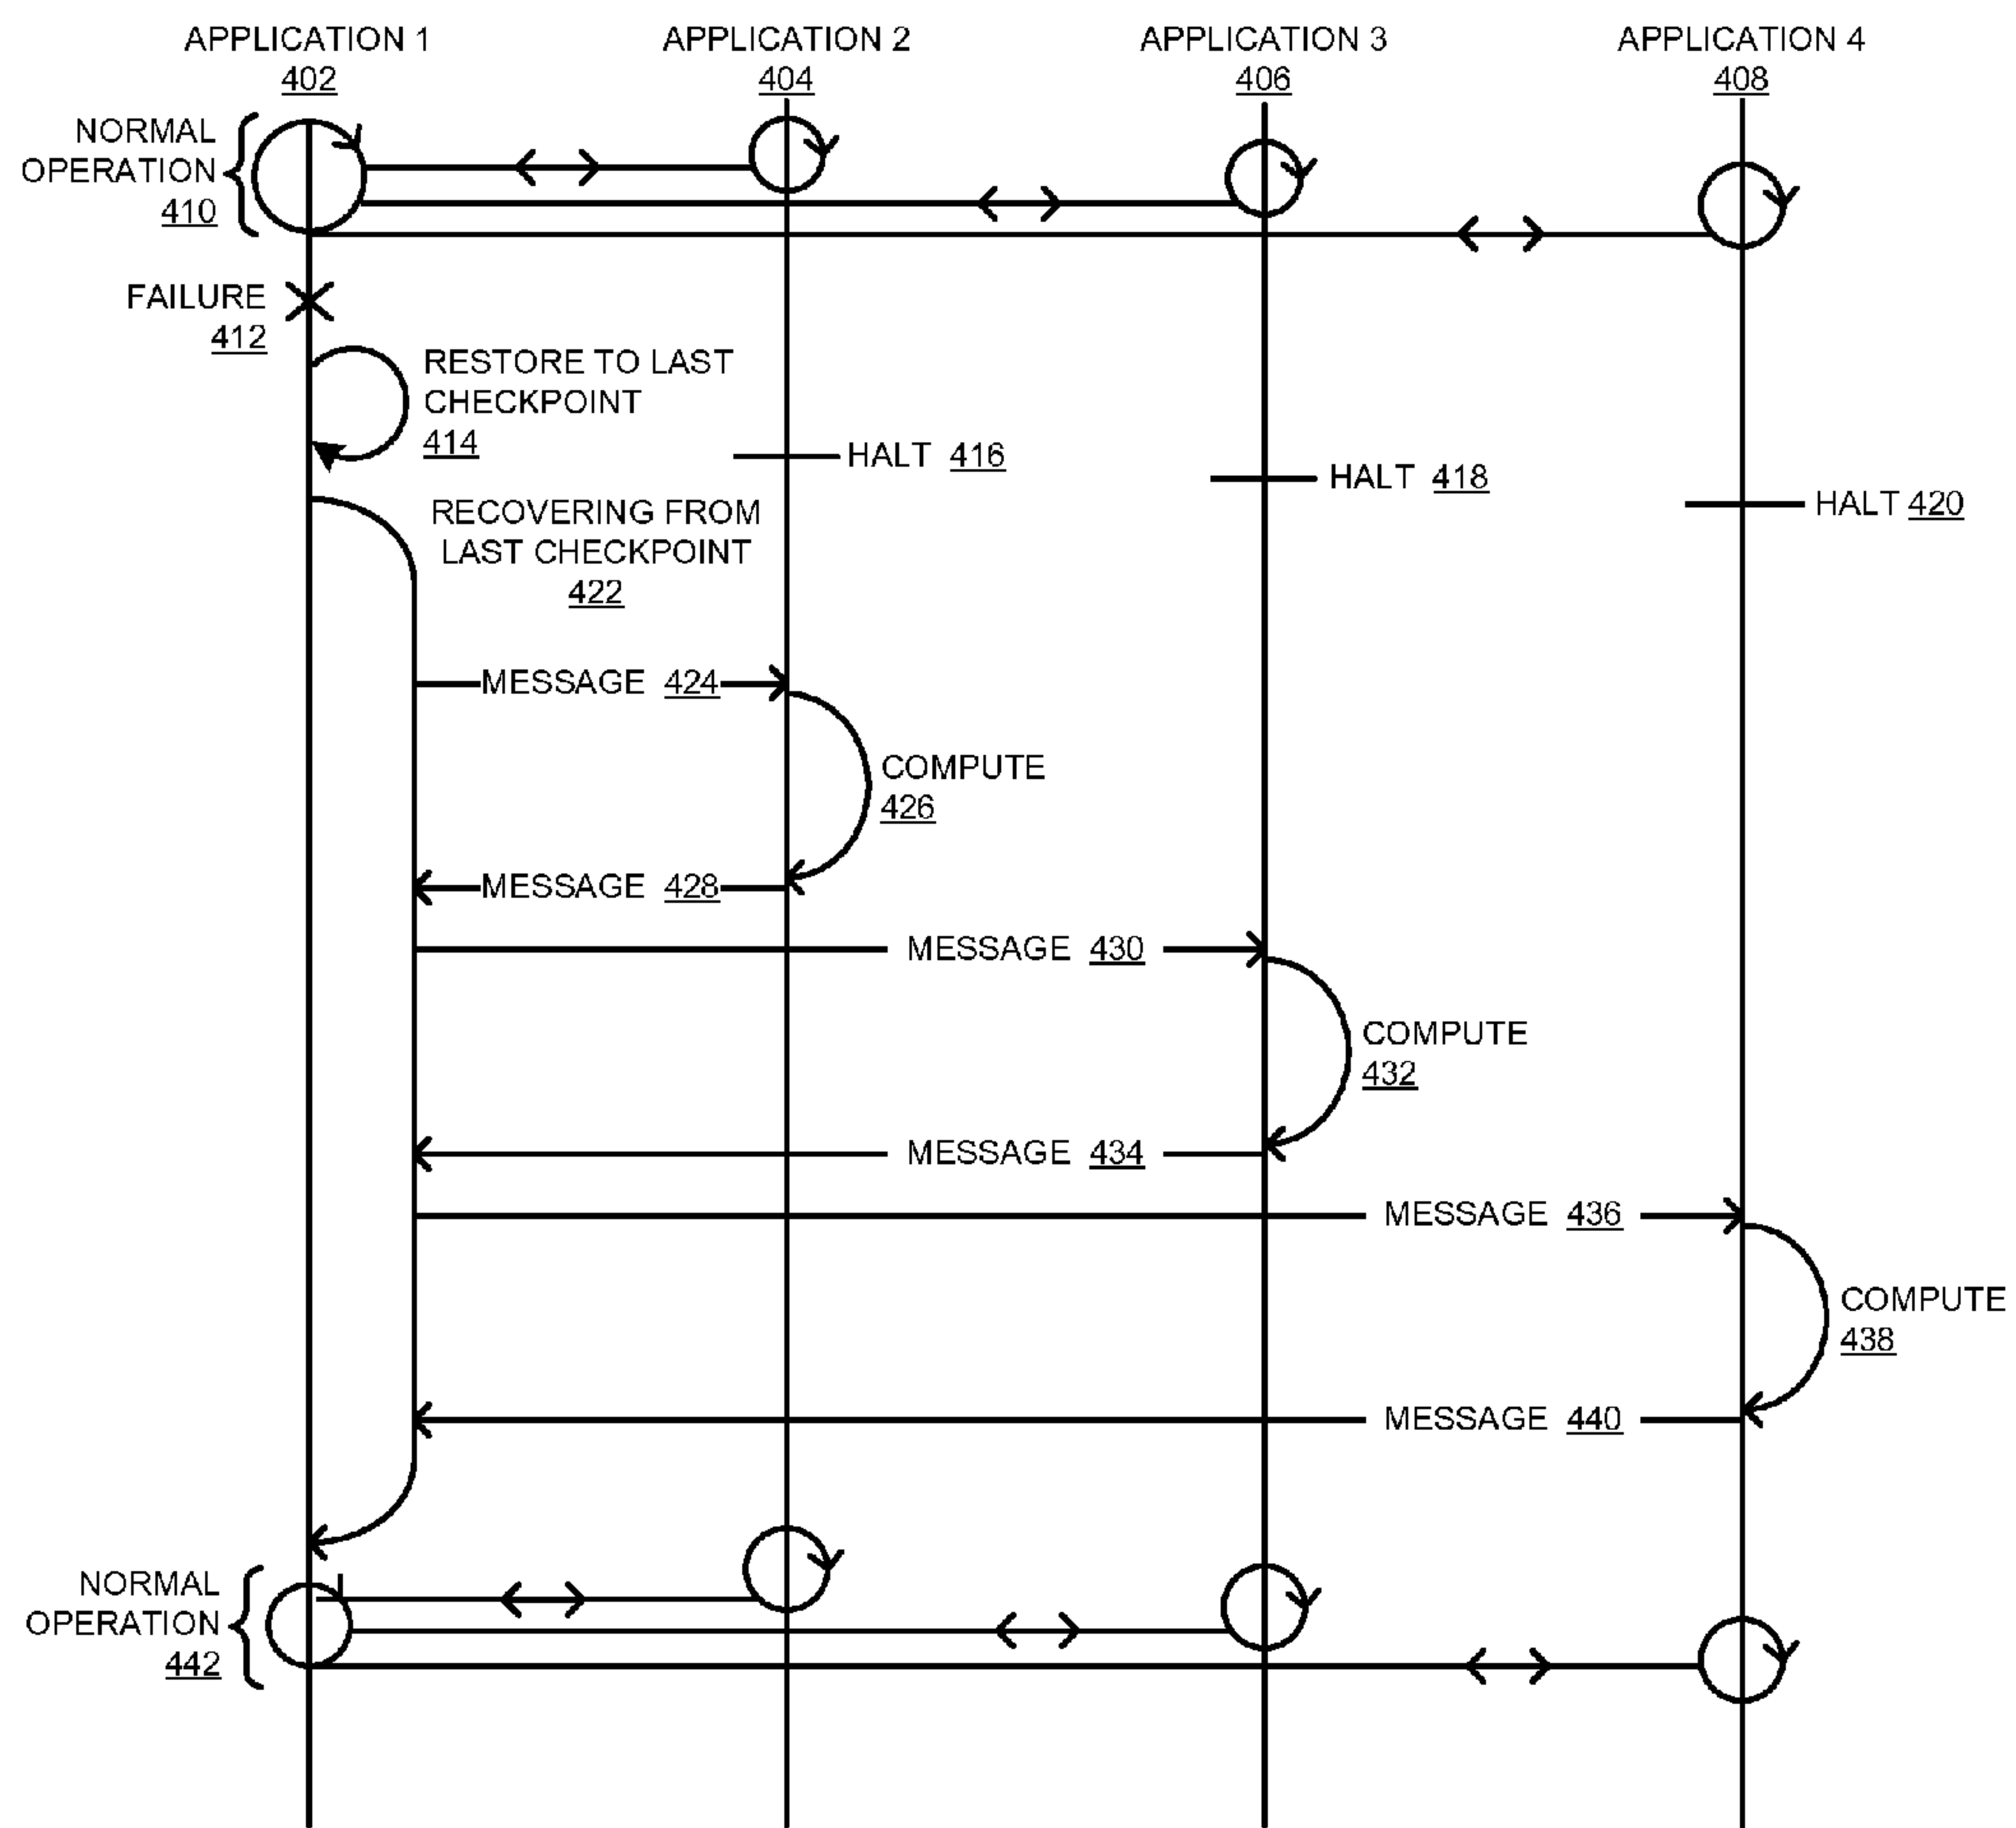 APPLICATION 1
402
APPLICATION 2
404
APPLICATION 3
406
APPLICATION 4
408
NORMAL
OPERATION
410
FAILURE
412
RESTORE TO LAST
CHECKPOINT
414
HALT 416
HALT 418
HALT 420
RECOVERING FROM
LAST CHECKPOINT
422
MESSAGE 424
COMPUTE
426
MESSAGE 428
MESSAGE 430
COMPUTE
432
MESSAGE 434
MESSAGE 436
COMPUTE
438
MESSAGE 440
NORMAL
OPERATION
442